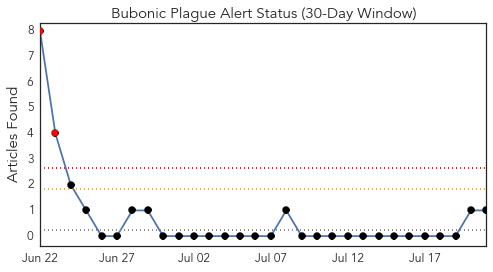 Bubonic Plague Alert Status (30-Day Window)
Articles Found
8
7
6
5
4
3
2
1
0
Jun 22
Jun 27
Jul 02
Jul 07
Jul 12
Jul 17